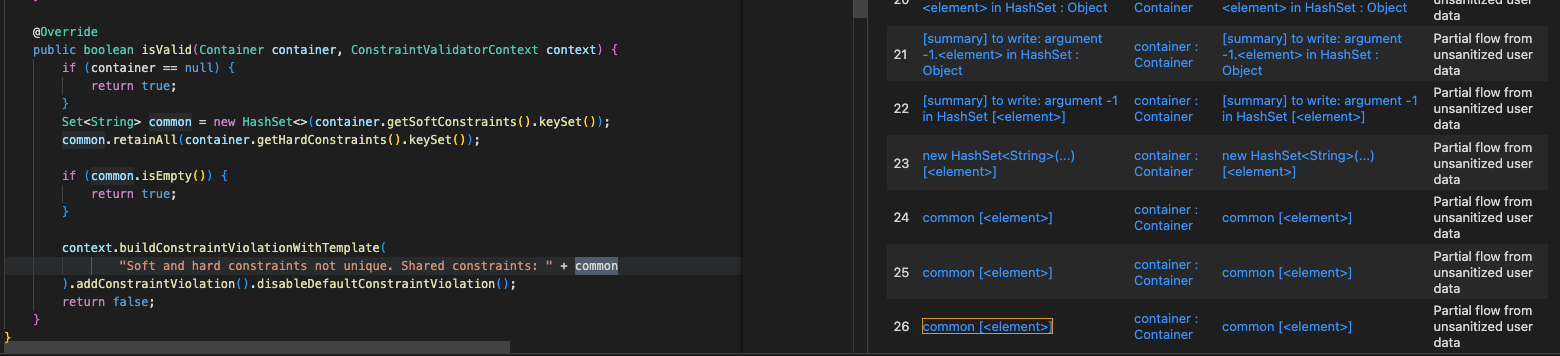 @Override
public boolean isValid(Container container, ConstraintValidatorContext context) {
if (container == null) {
return true;
}
Set<String> common = new HashSet<>(container.getSoftConstraints().keySet());
common.retainAll(container.getHardConstraints().keySet());
if (common.isEmpty()) {
return true;
}
context.buildConstraintViolationWithTemplate(
"Soft and hard constraints not unique. Shared constraints: " + common
).addConstraintViolation().disableDefaultConstraintViolation();
return false;
}
}
<element> in HashSet : Object Container <element> in HashSet : Object
data
21 [summary] to write: argument -1.<element> in HashSet : Object
container : Container
[summary] to write: argument -1.<element> in HashSet : Object
Partial flow from unsanitized user data
22 [summary] to write: argument -1 in HashSet [<element>]
container : Container
[summary] to write: argument -1 in HashSet [<element>]
Partial flow from unsanitized user data
23 new HashSet<String>(...) [<element>]
container : Container
new HashSet<String>(...) [<element>]
Partial flow from unsanitized user data
24 common [<element>]
container : Container
common [<element>]
Partial flow from unsanitized user data
25 common [<element>]
container : Container
common [<element>]
Partial flow from unsanitized user data
26 common [<element>]
container : Container
common [<element>]
Partial flow from unsanitized user data